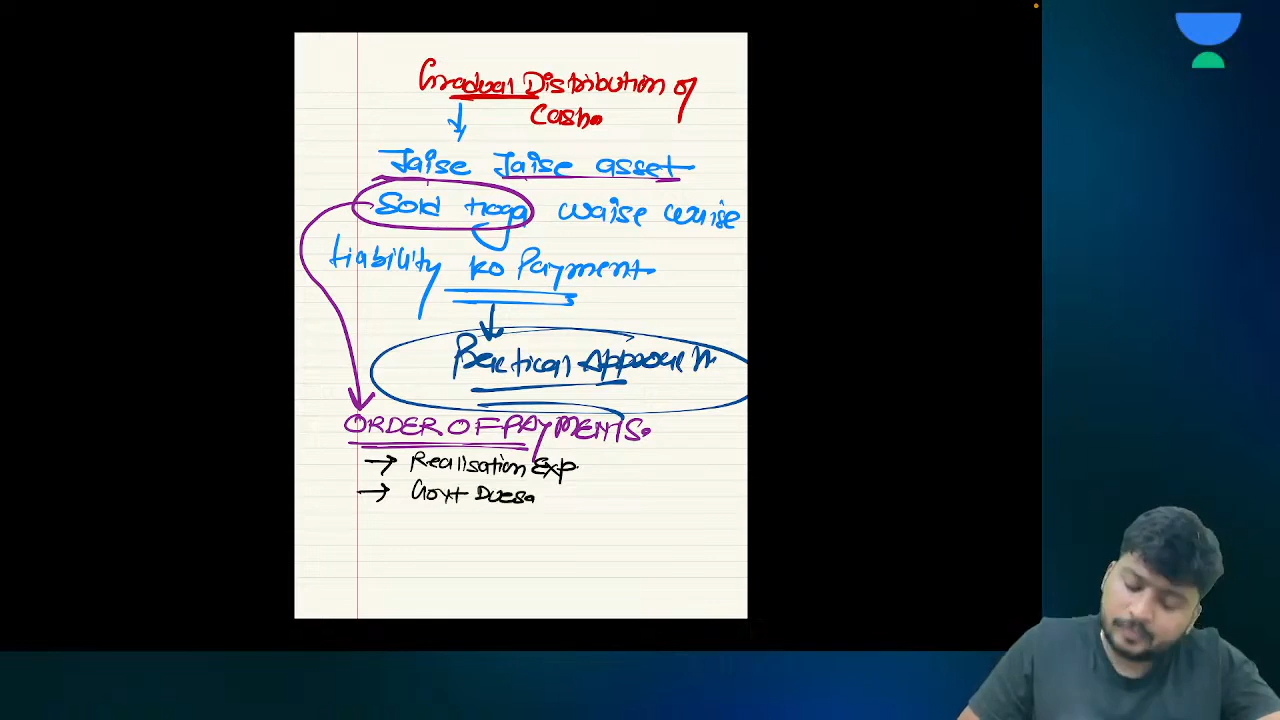 Gradual Distribution of
Cash.
Jaise Jaise asset
Sold hoga waise waise
liability ko Payment
Practical Approach
ORDER OF PAYMENTS.
→ Realisation Exp.
→ Govt Dues.